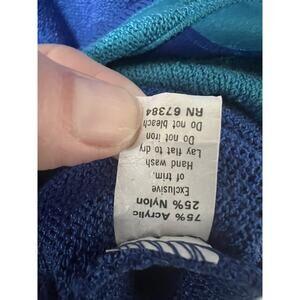 75% Acrylic
25% Nylon
Exclusive
of trim.
Hand wash
Lay flat to dry
Do not iron
Do not bleach
RN 67384